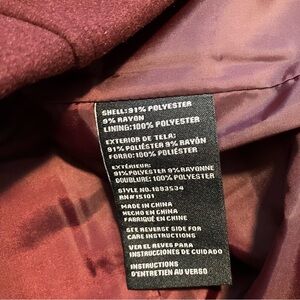 SHELL: 91% POLYESTER
9% RAYON
LINING: 100% POLYESTER
EXTERIOR DE TELA:
91% POLIÉSTER 9% RAYÓN
FORRO: 100% POLIÉSTER
EXTÉRIEUR:
91% POLYESTER 9% RAYONNE
DOUBLURE: 100% POLYESTER
STYLE NO. 1893534
RN#15101
MADE IN CHINA
HECHO EN CHINA
FABRIQUÉ EN CHINE
SEE REVERSE SIDE FOR
CARE INSTRUCTIONS
VER EL REVES PARA
INSTRUCCIONES DE CUIDADO
INSTRUCTIONS
D'ENTRETIEN AU VERSO